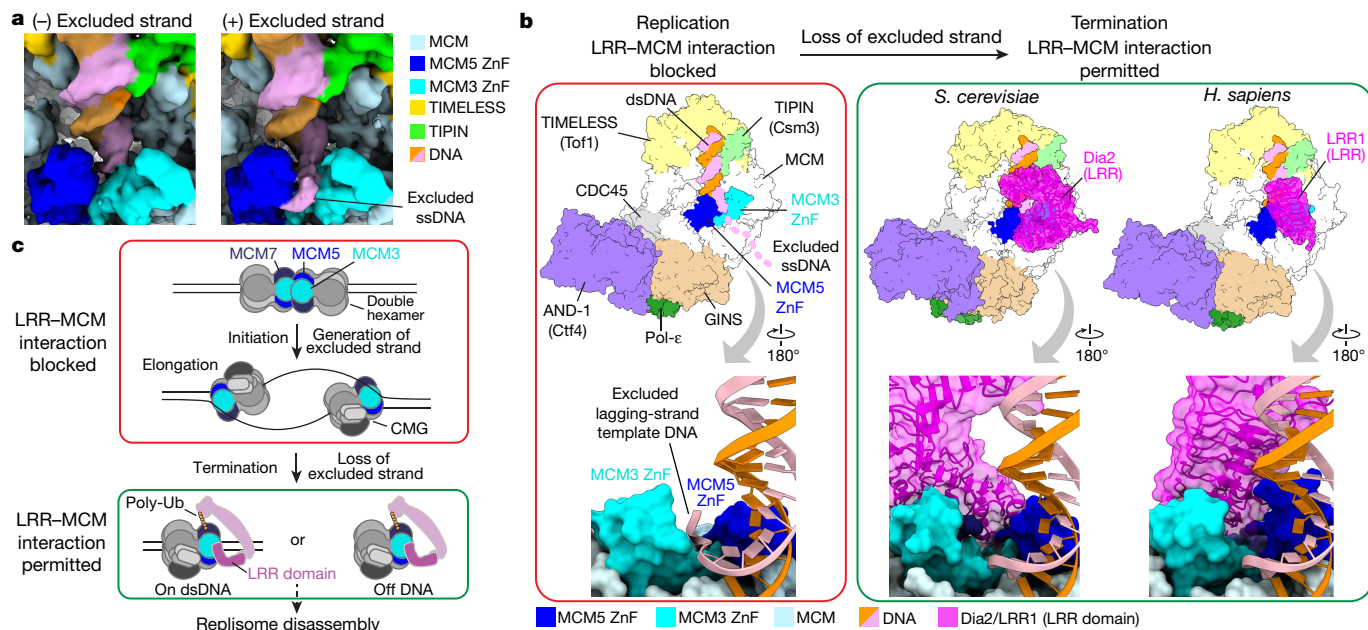 a
(–) Excluded strand
(+) Excluded strand
MCM
MCM5 ZnF
MCM3 ZnF
TIMELESS
TIPIN
DNA
Excluded
ssDNA
b
Replication
LRR–MCM interaction
blocked
Loss of excluded strand
Termination
LRR–MCM interaction
permitted
dsDNA
TIMELESS
(Tof1)
TIPIN
(Csm3)
MCM
CDC45
MCM3
ZnF
Excluded
ssDNA
MCM5
ZnF
AND-1
(Ctf4)
Pol-ε
GINS
180°
S. cerevisiae
Dia2
(LRR)
H. sapiens
LRR1
(LRR)
180°
180°
Excluded
lagging-strand
template DNA
MCM3 ZnF
MCM5
ZnF
MCM5 ZnF
MCM3 ZnF
MCM
DNA
Dia2/LRR1 (LRR domain)
c
LRR–MCM
interaction
blocked
MCM7
MCM5
MCM3
Double
hexamer
Initiation
Generation of
excluded strand
Elongation
CMG
Termination
Loss of
excluded strand
LRR–MCM
interaction
permitted
Poly-Ub
or
LRR domain
On dsDNA
Off DNA
Replisome disassembly